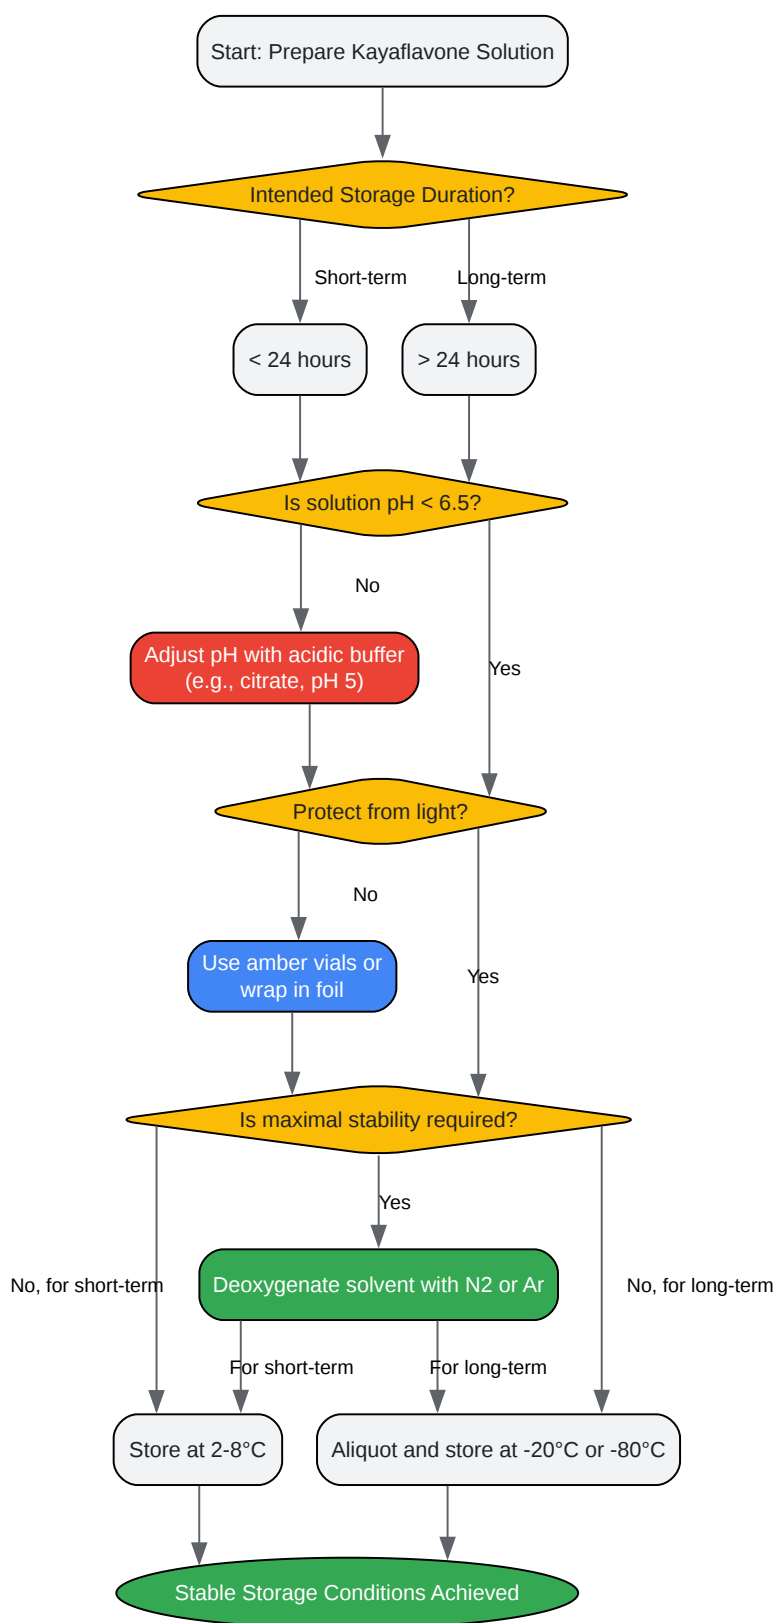 Start: Prepare Kayaflavone Solution
Intended Storage Duration?
Short-term
Long-term
< 24 hours
> 24 hours
Is solution pH < 6.5?
No
Adjust pH with acidic buffer
(e.g., citrate, pH 5)
Yes
Protect from light?
No
Use amber vials or
wrap in foil
Yes
Is maximal stability required?
Yes
Deoxygenate solvent with N2 or Ar
No, for short-term
No, for long-term
For short-term
For long-term
Store at 2-8°C
Aliquot and store at -20°C or -80°C
Stable Storage Conditions Achieved